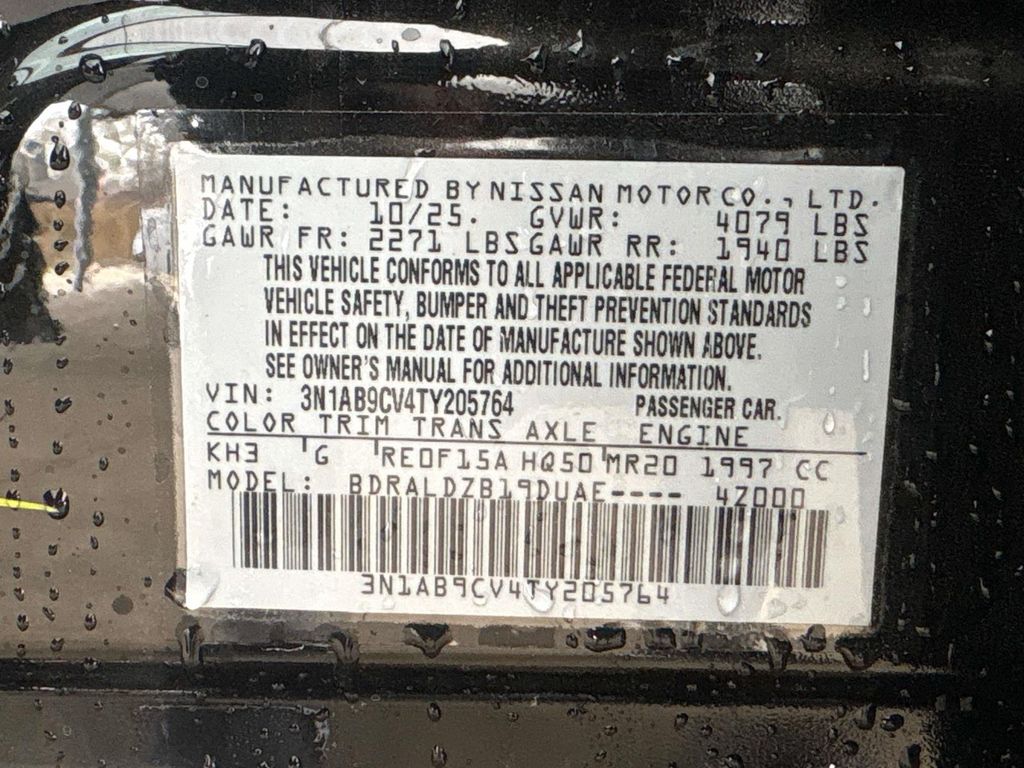 MANUFACTURED BY NISSAN MOTOR CO., LTD.
DATE: 10/25. GVWR: 4079 LBS
GAWR FR: 2271 LBS GAWR RR: 1940 LBS
THIS VEHICLE CONFORMS TO ALL APPLICABLE FEDERAL MOTOR
VEHICLE SAFETY, BUMPER AND THEFT PREVENTION STANDARDS
IN EFFECT ON THE DATE OF MANUFACTURE SHOWN ABOVE.
SEE OWNER'S MANUAL FOR ADDITIONAL INFORMATION.
VIN: 3N1AB9CV4TY205764 PASSENGER CAR.
COLOR TRIM TRANS AXLE ENGINE
KH3 G RE0F15A HQ50 MR20 1997 CC
MODEL: BDRALDZB19DUAE---- 4Z000
3N1AB9CV4TY205764